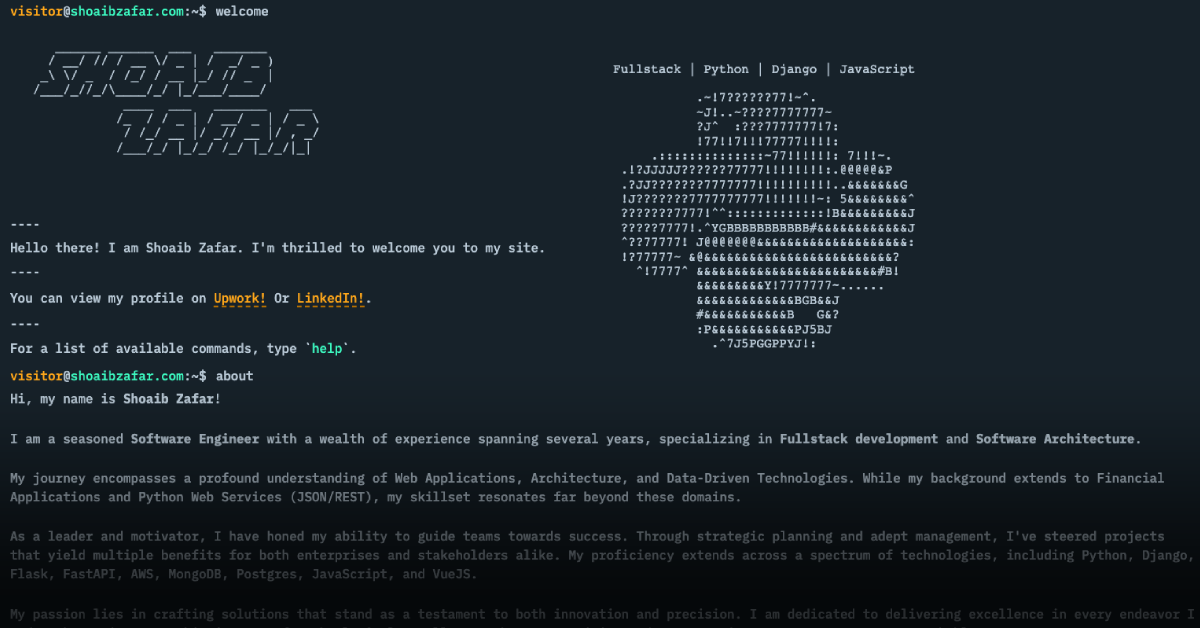 visitor@shoaibzafar.com:~$ welcome
SHOAIB
ZAFAR
Fullstack | Python | Django | JavaScript
----
Hello there! I am Shoaib Zafar. I'm thrilled to welcome you to my site.
----
You can view my profile on Upwork! Or LinkedIn!.
----
For a list of available commands, type `help`.
visitor@shoaibzafar.com:~$ about
Hi, my name is Shoaib Zafar!
I am a seasoned Software Engineer with a wealth of experience spanning several years, specializing in Fullstack development and Software Architecture.
My journey encompasses a profound understanding of Web Applications, Architecture, and Data-Driven Technologies. While my background extends to Financial
Applications and Python Web Services (JSON/REST), my skillset resonates far beyond these domains.
As a leader and motivator, I have honed my ability to guide teams towards success. Through strategic planning and adept management, I've steered projects
that yield multiple benefits for both enterprises and stakeholders alike. My proficiency extends across a spectrum of technologies, including Python, Django,
Flask, FastAPI, AWS, MongoDB, Postgres, JavaScript, and VueJS.
My passion lies in crafting solutions that stand as a testament to both innovation and precision. I am dedicated to delivering excellence in every endeavor I